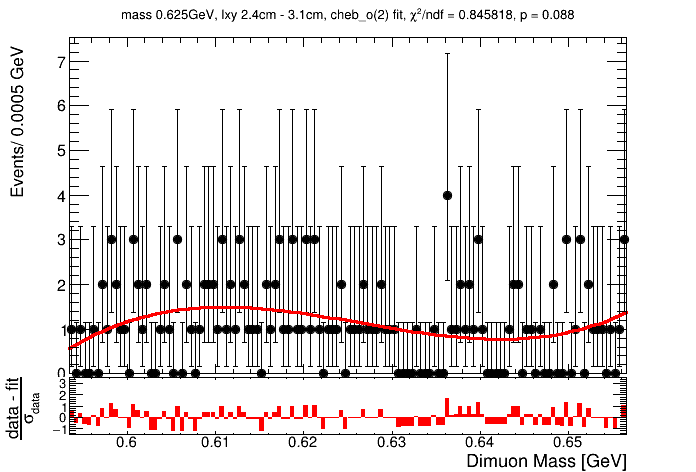 mass 0.625GeV, lxy 2.4cm - 3.1cm, cheb_o(2) fit, χ²/ndf = 0.845818, p = 0.088
Events/ 0.0005 GeV
7
6
5
4
3
2
1
0
data - fit
σdata
3
2
1
0
−1
0.6 0.61 0.62 0.63 0.64 0.65
Dimuon Mass [GeV]